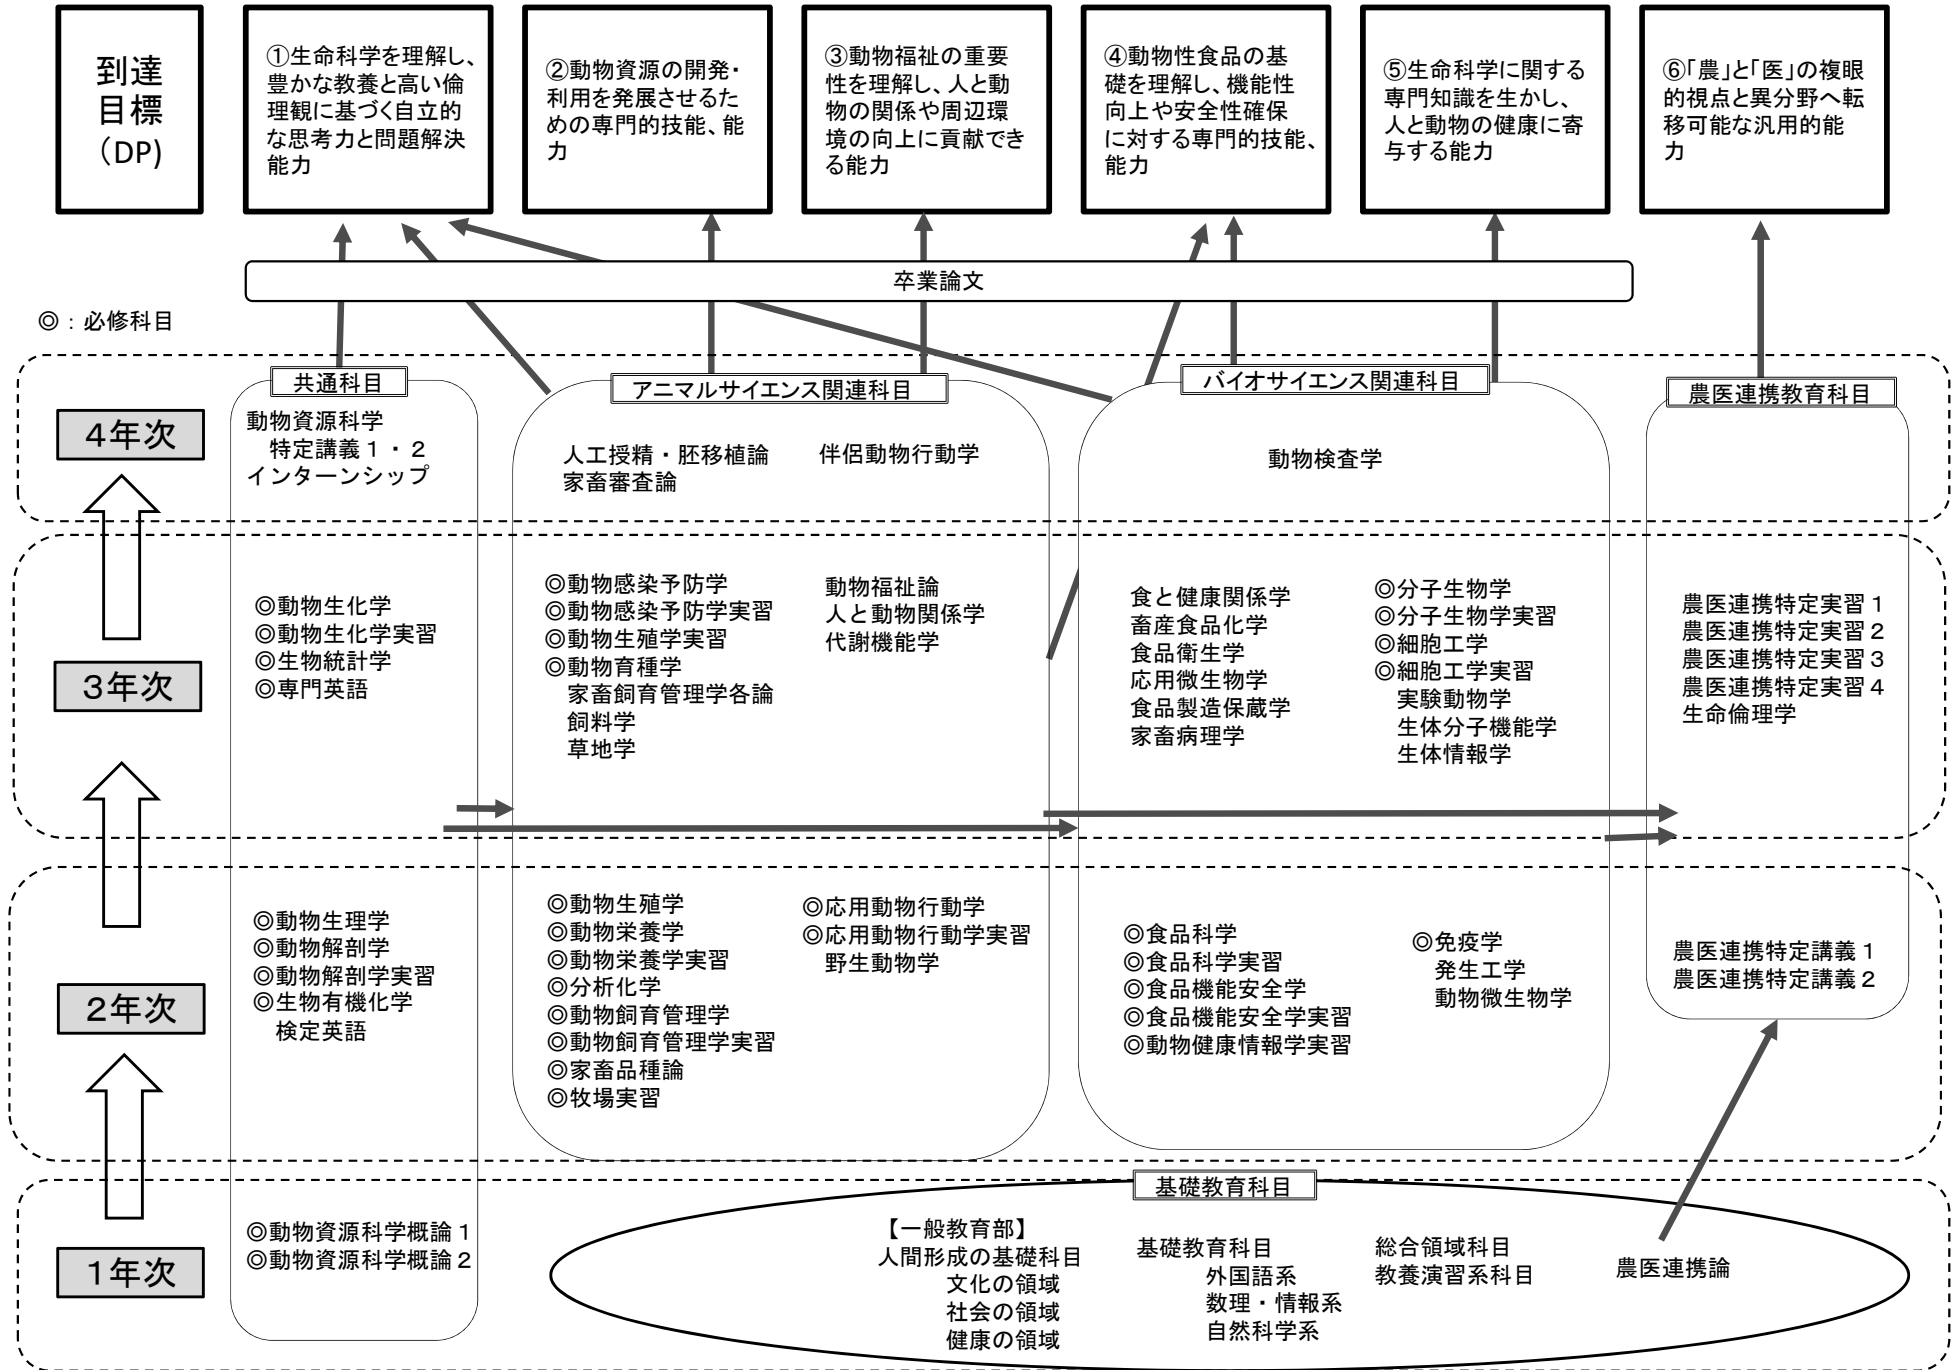 到達
目標
（DP)
①生命科学を理解し、
豊かな教養と高い倫
理観に基づく自立的
な思考力と問題解決
能力
②動物資源の開発・
利用を発展させるた
めの専門的技能、能
力
③動物福祉の重要
性を理解し、人と動
物の関係や周辺環
境の向上に貢献でき
る能力
④動物性食品の基
礎を理解し、機能性
向上や安全性確保
に対する専門的技能、
能力
⑤生命科学に関する
専門知識を生かし、
人と動物の健康に寄
与する能力
⑥「農」と「医」の複眼
的視点と異分野へ転
移可能な汎用的能
力
卒業論文
◎：必修科目
共通科目
アニマルサイエンス関連科目
バイオサイエンス関連科目
農医連携教育科目
４年次
動物資源科学
特定講義１・２
インターンシップ
人工授精・胚移植論
家畜審査論
伴侶動物行動学
動物検査学
３年次
◎動物生化学
◎動物生化学実習
◎生物統計学
◎専門英語
◎動物感染予防学
◎動物感染予防学実習
◎動物生殖学実習
◎動物育種学
家畜飼育管理学各論
飼料学
草地学
動物福祉論
人と動物関係学
代謝機能学
食と健康関係学
畜産食品化学
食品衛生学
応用微生物学
食品製造保蔵学
家畜病理学
◎分子生物学
◎分子生物学実習
◎細胞工学
◎細胞工学実習
実験動物学
生体分子機能学
生体情報学
農医連携特定実習１
農医連携特定実習２
農医連携特定実習３
農医連携特定実習４
生命倫理学
２年次
◎動物生理学
◎動物解剖学
◎動物解剖学実習
◎生物有機化学
検定英語
◎動物生殖学
◎動物栄養学
◎動物栄養学実習
◎分析化学
◎動物飼育管理学
◎動物飼育管理学実習
◎家畜品種論
◎牧場実習
◎応用動物行動学
◎応用動物行動学実習
野生動物学
◎食品科学
◎食品科学実習
◎食品機能安全学
◎食品機能安全学実習
◎動物健康情報学実習
◎免疫学
発生工学
動物微生物学
農医連携特定講義１
農医連携特定講義２
１年次
◎動物資源科学概論１
◎動物資源科学概論２
基礎教育科目
【一般教育部】
人間形成の基礎科目
文化の領域
社会の領域
健康の領域
基礎教育科目
外国語系
数理・情報系
自然科学系
総合領域科目
教養演習系科目
農医連携論